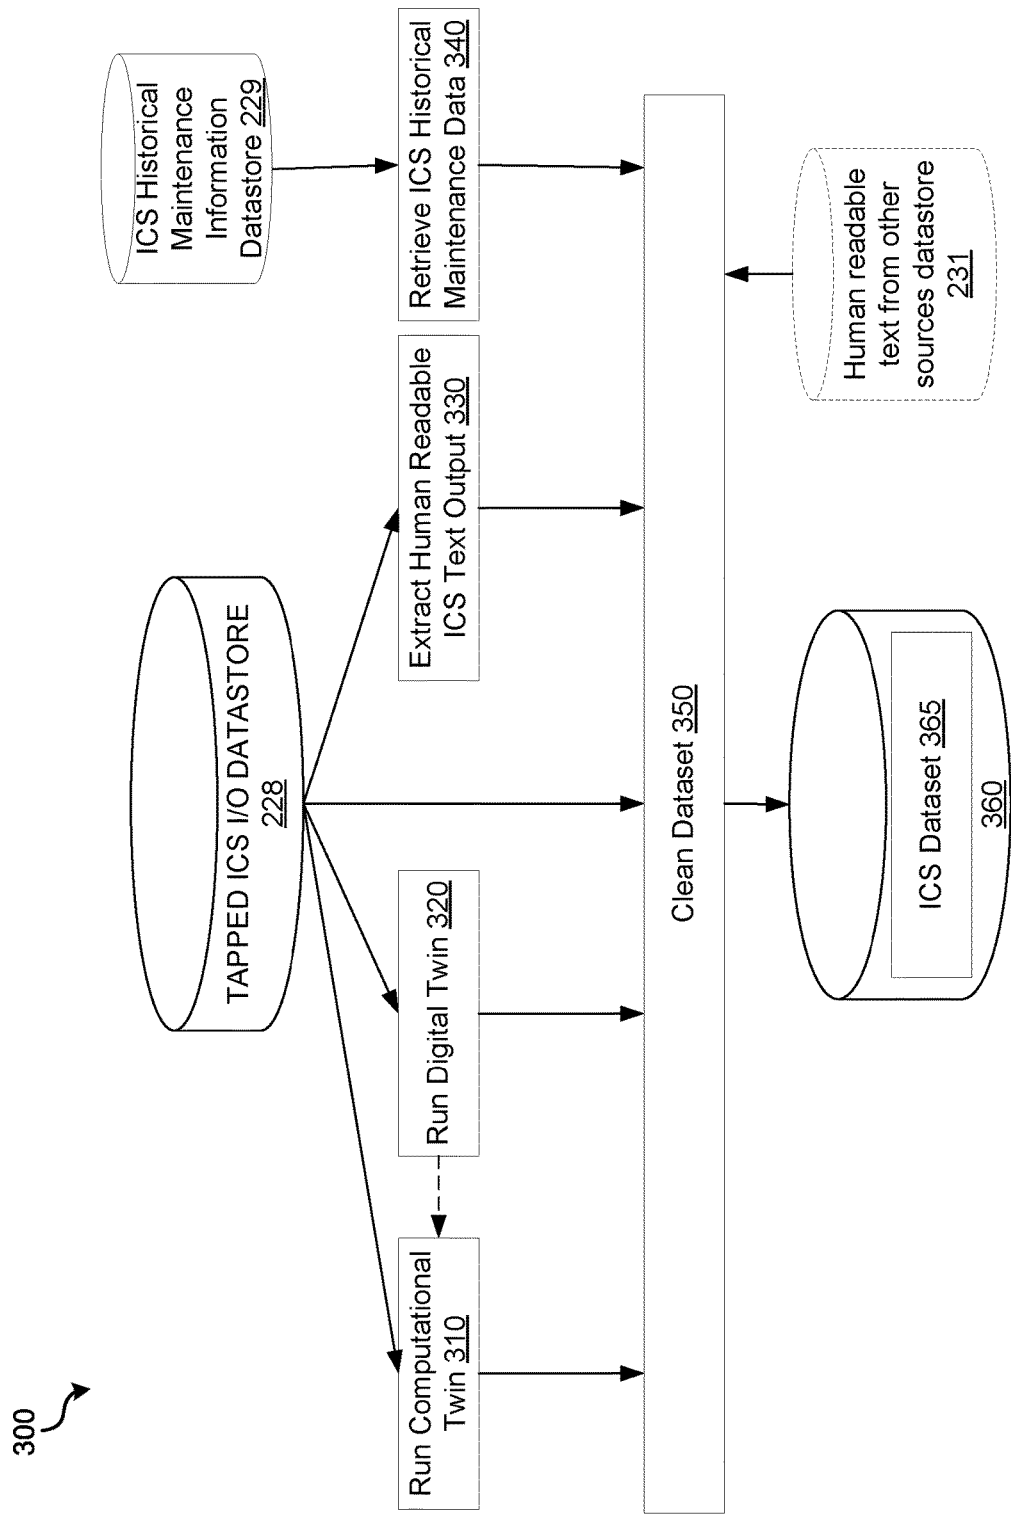 300
TAPPED ICS I/O DATASTORE
228
ICS Historical
Maintenance
Information
Datastore 229
Run Computational
Twin 310
Run Digital Twin 320
Extract Human Readable
ICS Text Output 330
Retrieve ICS Historical
Maintenance Data 340
Clean Dataset 350
ICS Dataset 365
360
Human readable
text from other
sources datastore
231